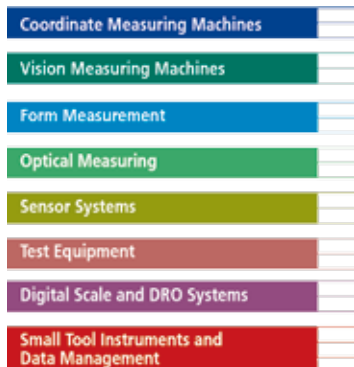 Coordinate Measuring Machines
Vision Measuring Machines
Form Measurement
Optical Measuring
Sensor Systems
Test Equipment
Digital Scale and DRO Systems
Small Tool Instruments and
Data Management